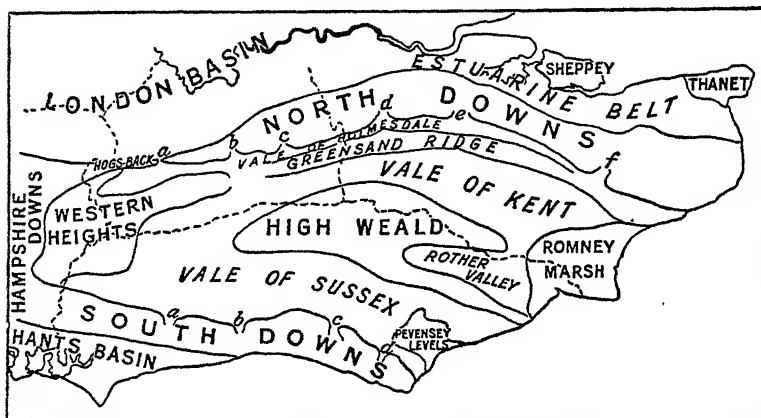 LONDON BASIN
ESTUARINE BELT
SHEPPEY
THANET
NORTH DOWNS
a
b
c
d
e
f
HOGS-BACK
VALE OF HOLMESDALE
GREENSAND RIDGE
VALE OF KENT
HAMPSHIRE
DOWNS
WESTERN
HEIGHTS
HIGH WEALD
ROTHER
VALLEY
ROMNEY
MARSH
VALE OF SUSSEX
SOUTH DOWNS
a
b
c
d
PEVENSEY
LEVELS
HANTS BASIN